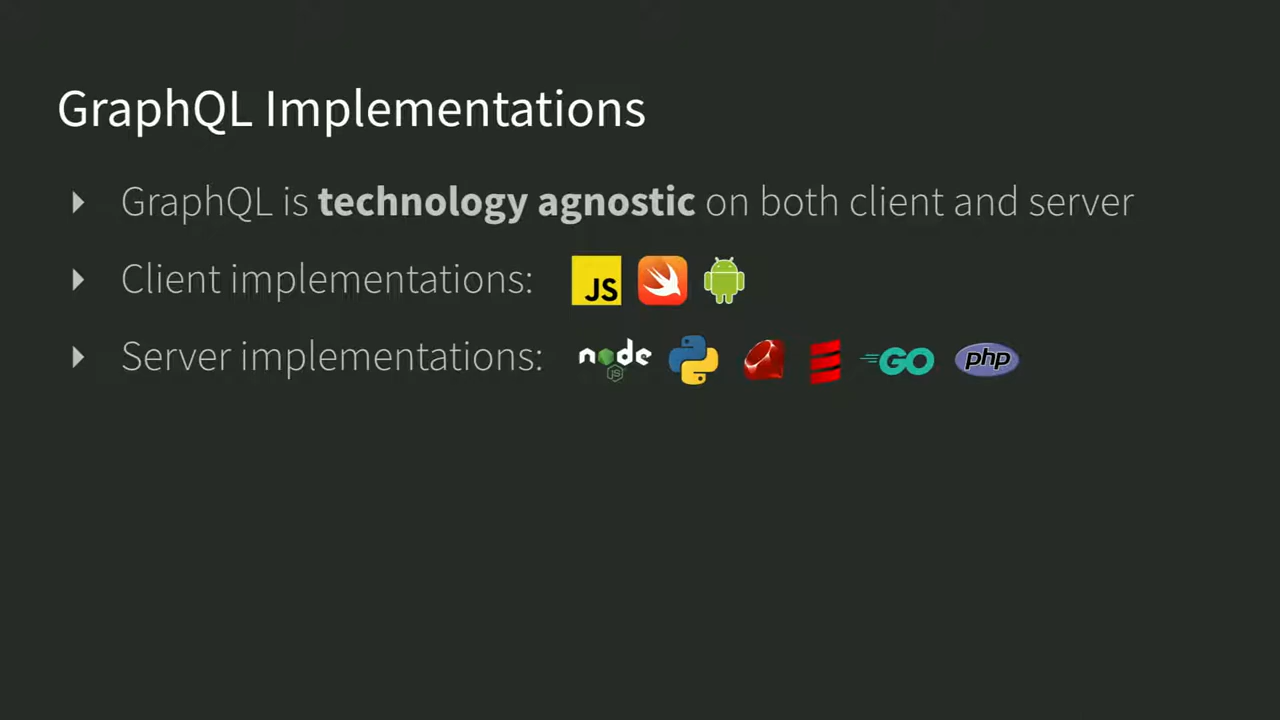 GraphQL Implementations
GraphQL is technology agnostic on both client and server
Client implementations: JS
Server implementations: node JS GO php